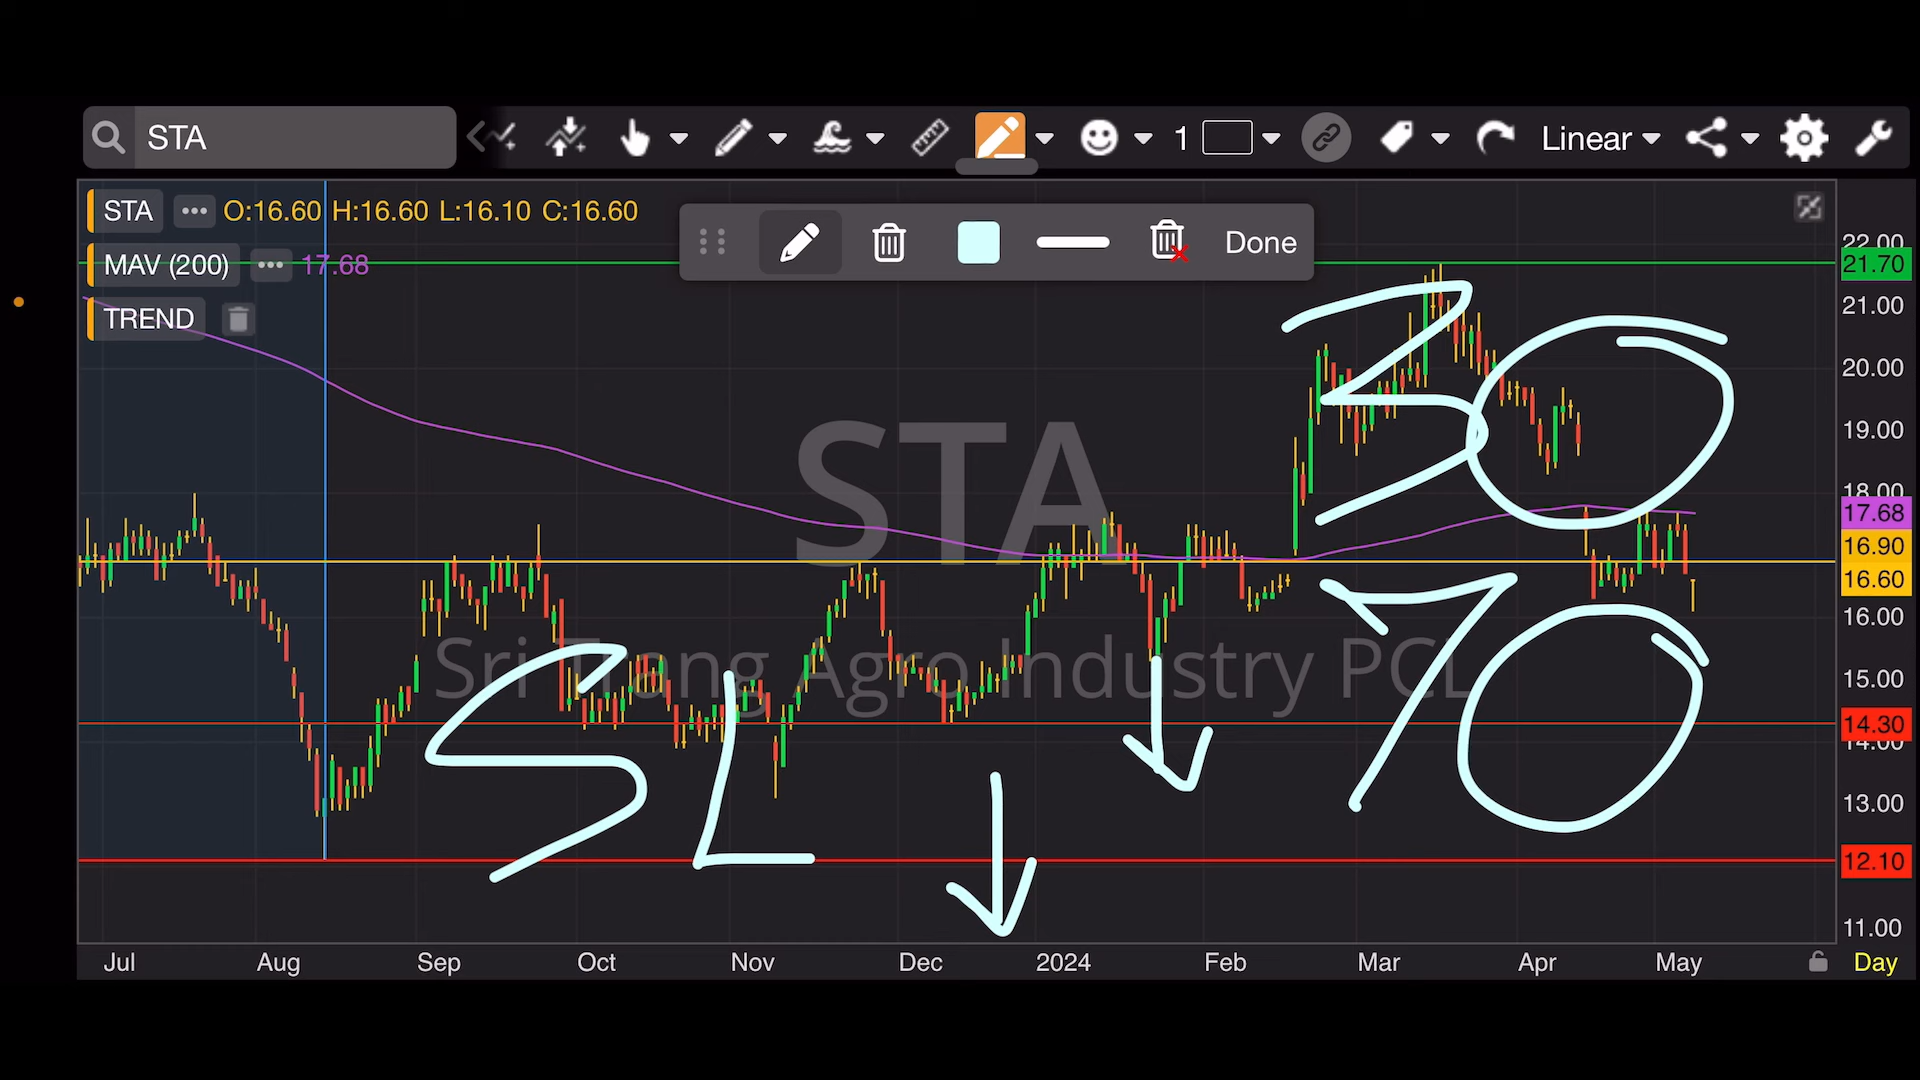 STA 1 Linear
STA O:16.60 H:16.60 L:16.10 C:16.60
MAV (200) 17.68
TREND
Done
22.00
21.70
21.00
20.00
19.00
18.00
17.68
16.90
16.60
16.00
15.00
14.30
14.00
13.00
12.10
11.00
STA
Sri Trang Agro Industry PCL
30
70
SL
Jul Aug Sep Oct Nov Dec 2024 Feb Mar Apr May Day